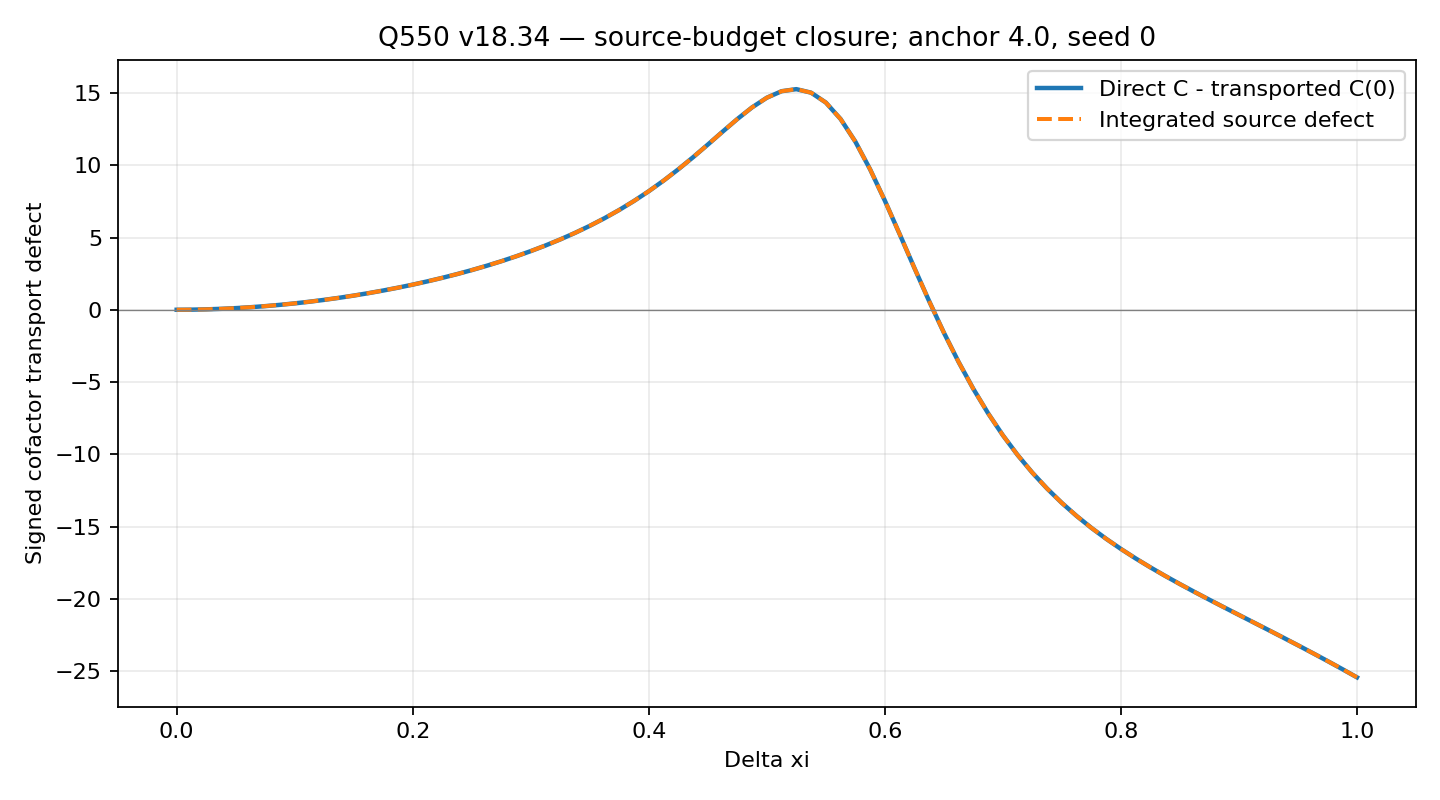 Q550 v18.34 — source-budget closure; anchor 4.0, seed 0
Direct C - transported C(0)
Integrated source defect
Signed cofactor transport defect
15
10
5
0
−5
−10
−15
−20
−25
0.0 0.2 0.4 0.6 0.8 1.0
Delta xi